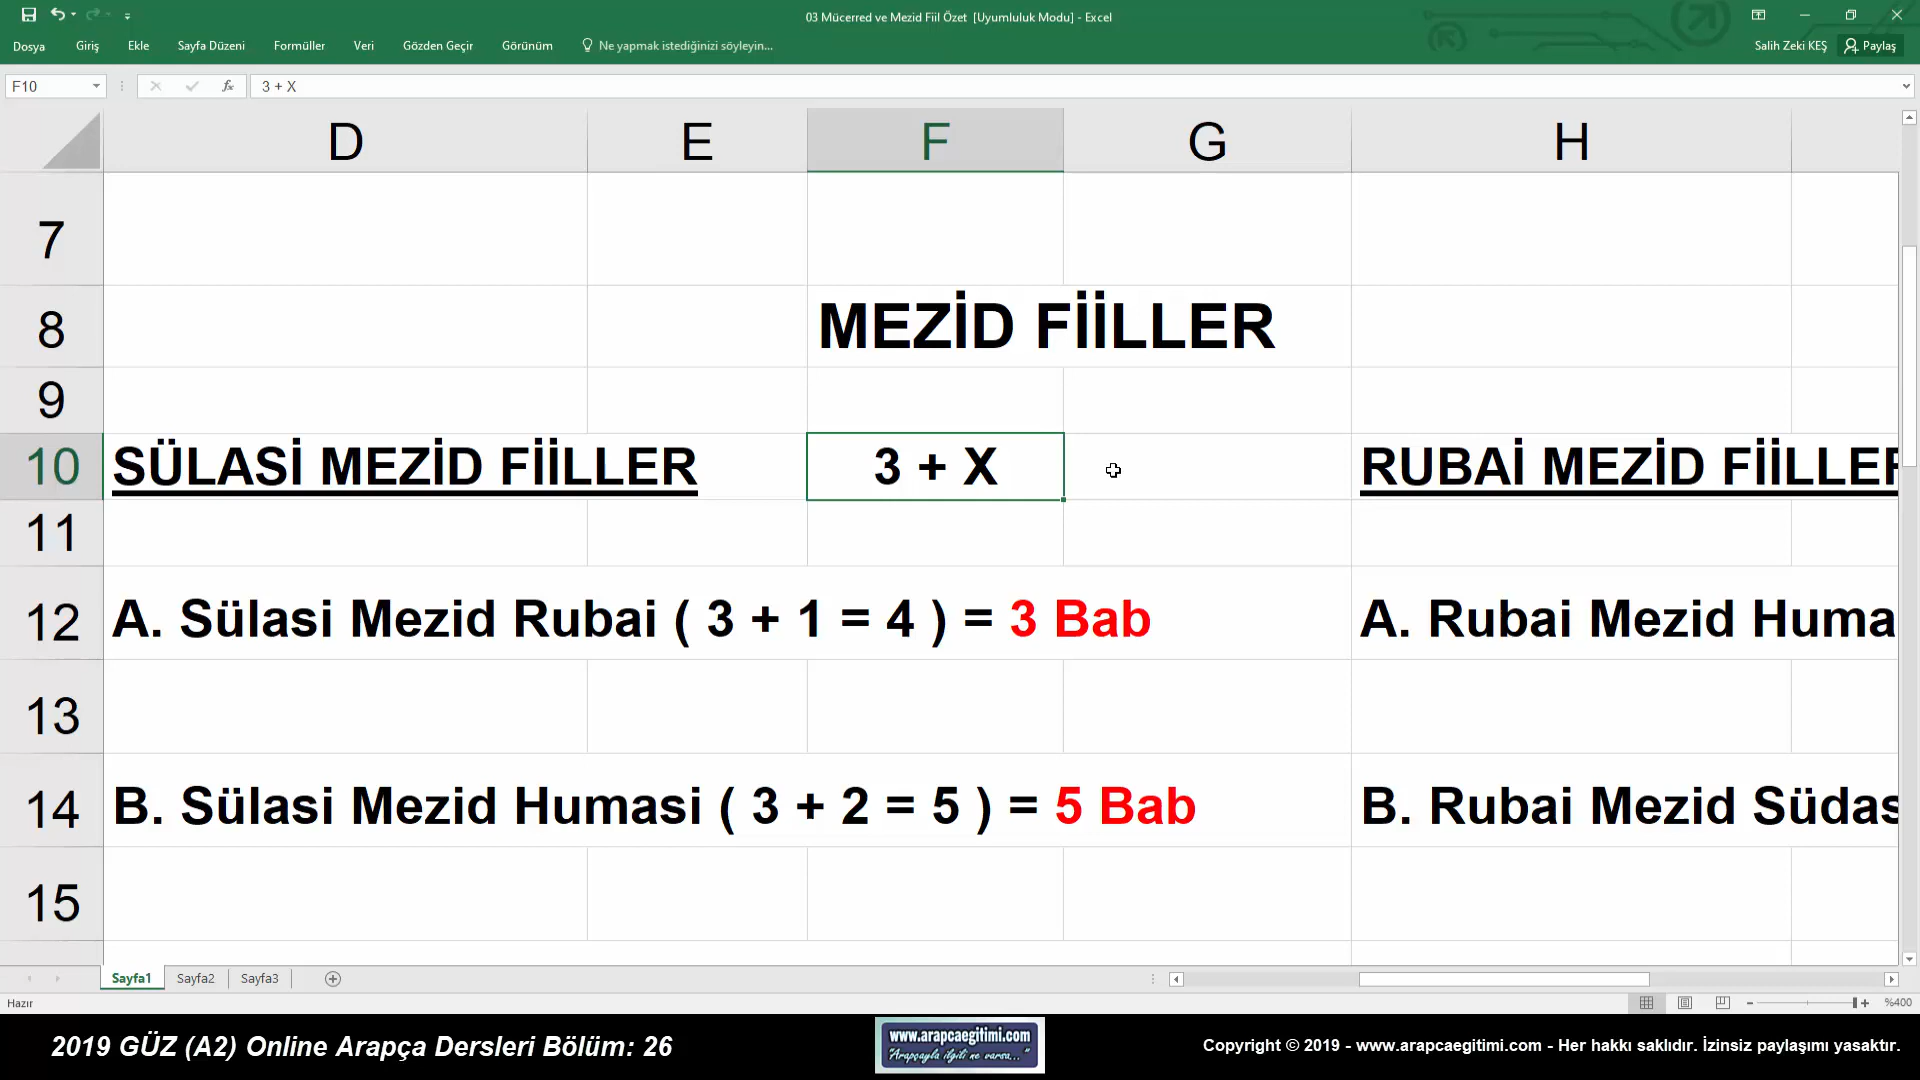 03 Mücerred ve Mezid Fiil Özet [Uyumluluk Modu] - Excel
Dosya Giriş Ekle Sayfa Düzeni Formüller Veri Gözden Geçir Görünüm Ne yapmak istediğinizi söyleyin... Salih Zeki KEŞ Paylaş
F10 fx 3 + X
D E F G H
7
8 MEZİD FİİLLER
9
10 SÜLASİ MEZİD FİİLLER 3 + X RUBAİ MEZİD FİİLLER
11
12 A. Sülasi Mezid Rubai ( 3 + 1 = 4 ) = 3 Bab A. Rubai Mezid Huma
13
14 B. Sülasi Mezid Humasi ( 3 + 2 = 5 ) = 5 Bab B. Rubai Mezid Südas
15
Sayfa1 Sayfa2 Sayfa3
Hazır %400
2019 GÜZ (A2) Online Arapça Dersleri Bölüm: 26
www.arapcaegitimi.com
"Arapçayla ilgili ne varsa..."
Copyright © 2019 - www.arapcaegitimi.com - Her hakkı saklıdır. İzinsiz paylaşımı yasaktır.